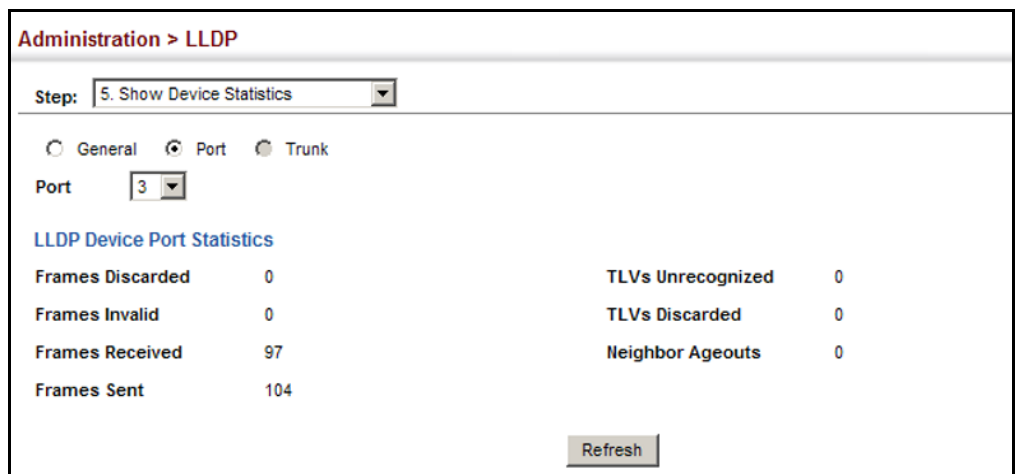 Administration > LLDP
Step: 5. Show Device Statistics
General Port Trunk
Port 3
LLDP Device Port Statistics
Frames Discarded 0 TLVs Unrecognized 0
Frames Invalid 0 TLVs Discarded 0
Frames Received 97 Neighbor Ageouts 0
Frames Sent 104
Refresh